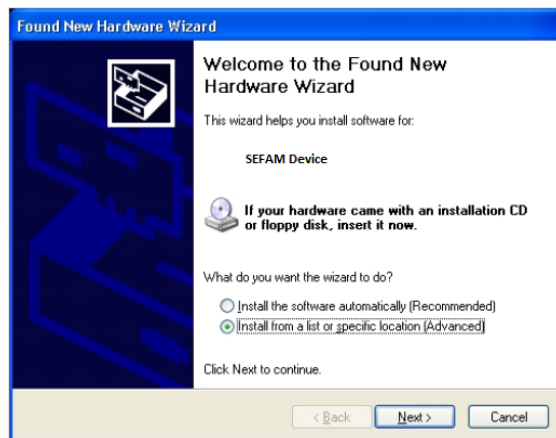 Found New Hardware Wizard
Welcome to the Found New
Hardware Wizard
This wizard helps you install software for:
SEFAM Device
If your hardware came with an installation CD
or floppy disk, insert it now.
What do you want the wizard to do?
Install the software automatically (Recommended)
Install from a list or specific location (Advanced)
Click Next to continue.
< Back Next > Cancel